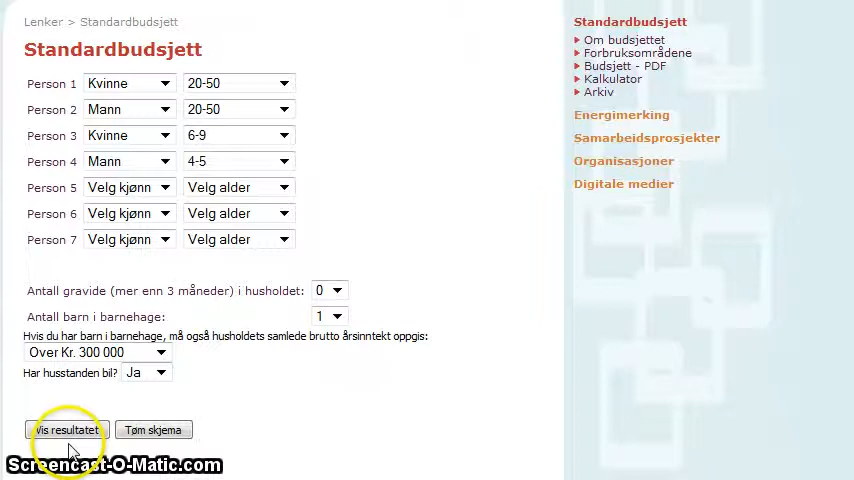 Lenker > Standardbudsjett
Standardbudsjett
Person 1 Kvinne 20-50
Person 2 Mann 20-50
Person 3 Kvinne 6-9
Person 4 Mann 4-5
Person 5 Velg kjønn Velg alder
Person 6 Velg kjønn Velg alder
Person 7 Velg kjønn Velg alder
Antall gravide (mer enn 3 måneder) i husholdet: 0
Antall barn i barnehage: 1
Hvis du har barn i barnehage, må også husholdets samlede brutto årsinntekt oppgis:
Over Kr. 300 000
Har husstanden bil? Ja
Vis resultatet Tøm skjema
Screencast-O-Matic.com
Standardbudsjett
Om budsjettet
Forbruksområdene
Budsjett - PDF
Kalkulator
Arkiv
Energimerking
Samarbeidsprosjekter
Organisasjoner
Digitale medier